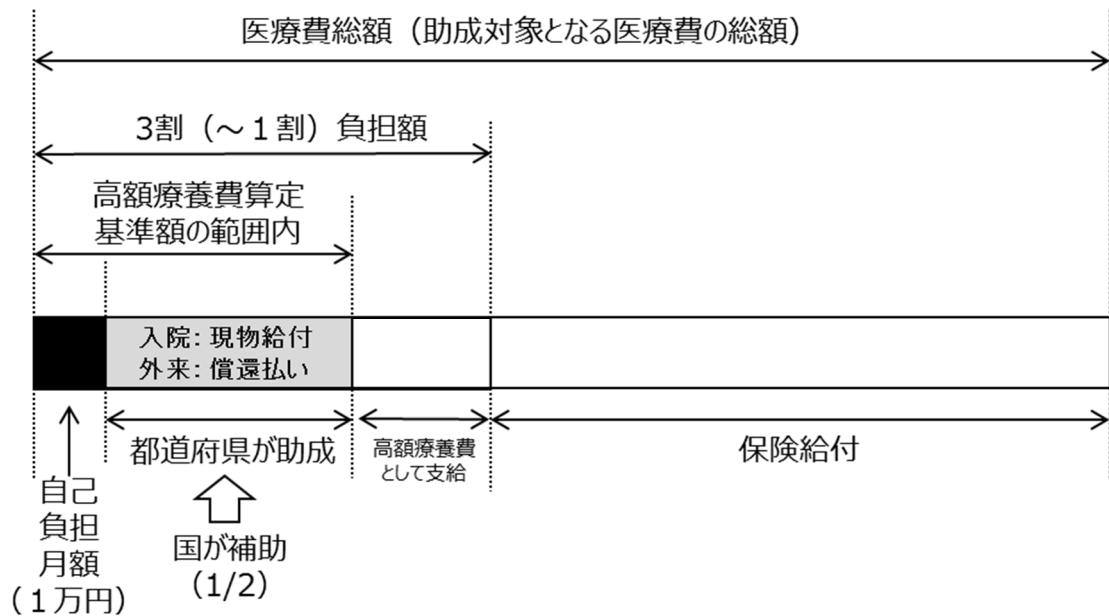 医療費総額（助成対象となる医療費の総額）
3割（～１割）負担額
高額療養費算定
基準額の範囲内
入院：現物給付
外来：償還払い
都道府県が助成
高額療養費
として支給
保険給付
自己
負担
月額
（１万円）
国が補助
（1/2）